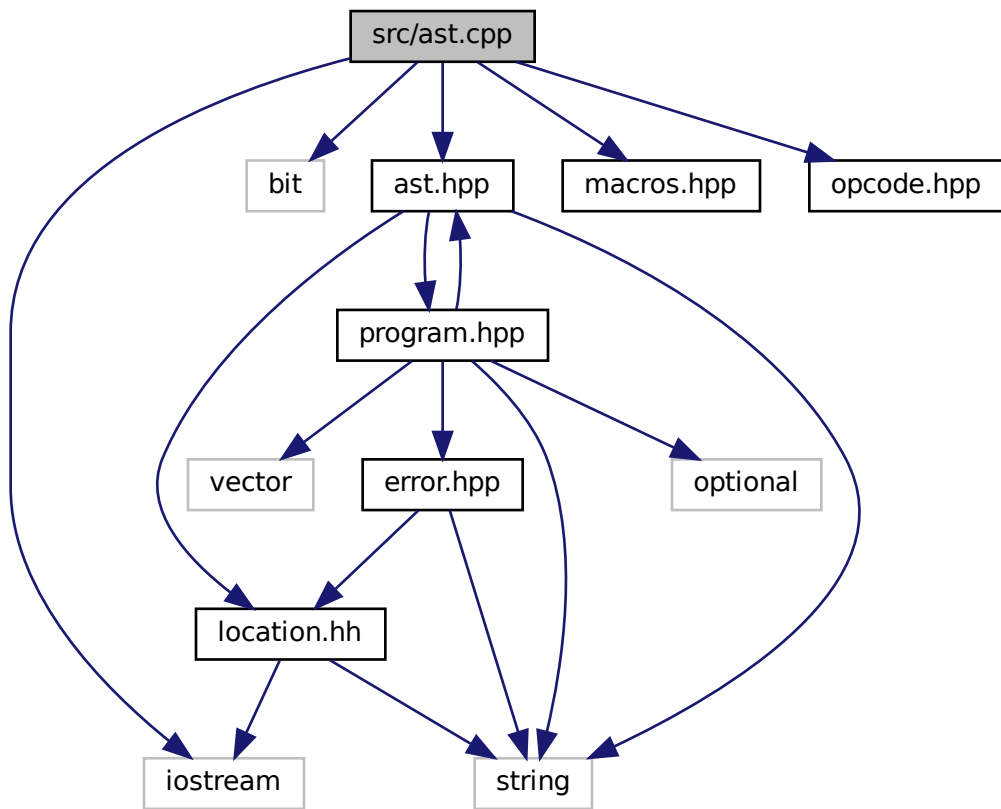 src/ast.cpp
bit
ast.hpp
macros.hpp
opcode.hpp
program.hpp
vector
error.hpp
optional
location.hh
iostream
string